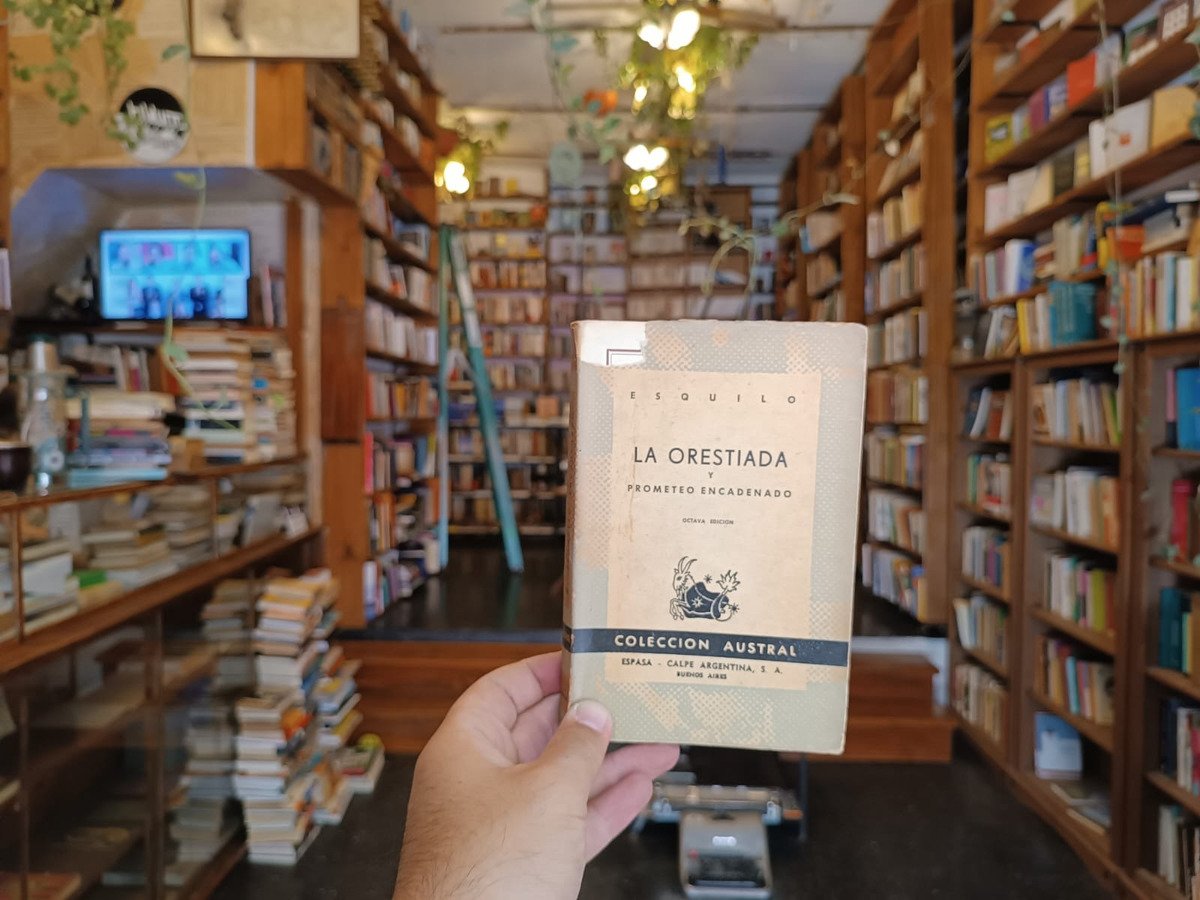 ESQUILO
LA ORESTIADA
Y
PROMETEO ENCADENADO
OCTAVA EDICION
COLECCION AUSTRAL
ESPASA - CALPE ARGENTINA, S. A.
BUENOS AIRES